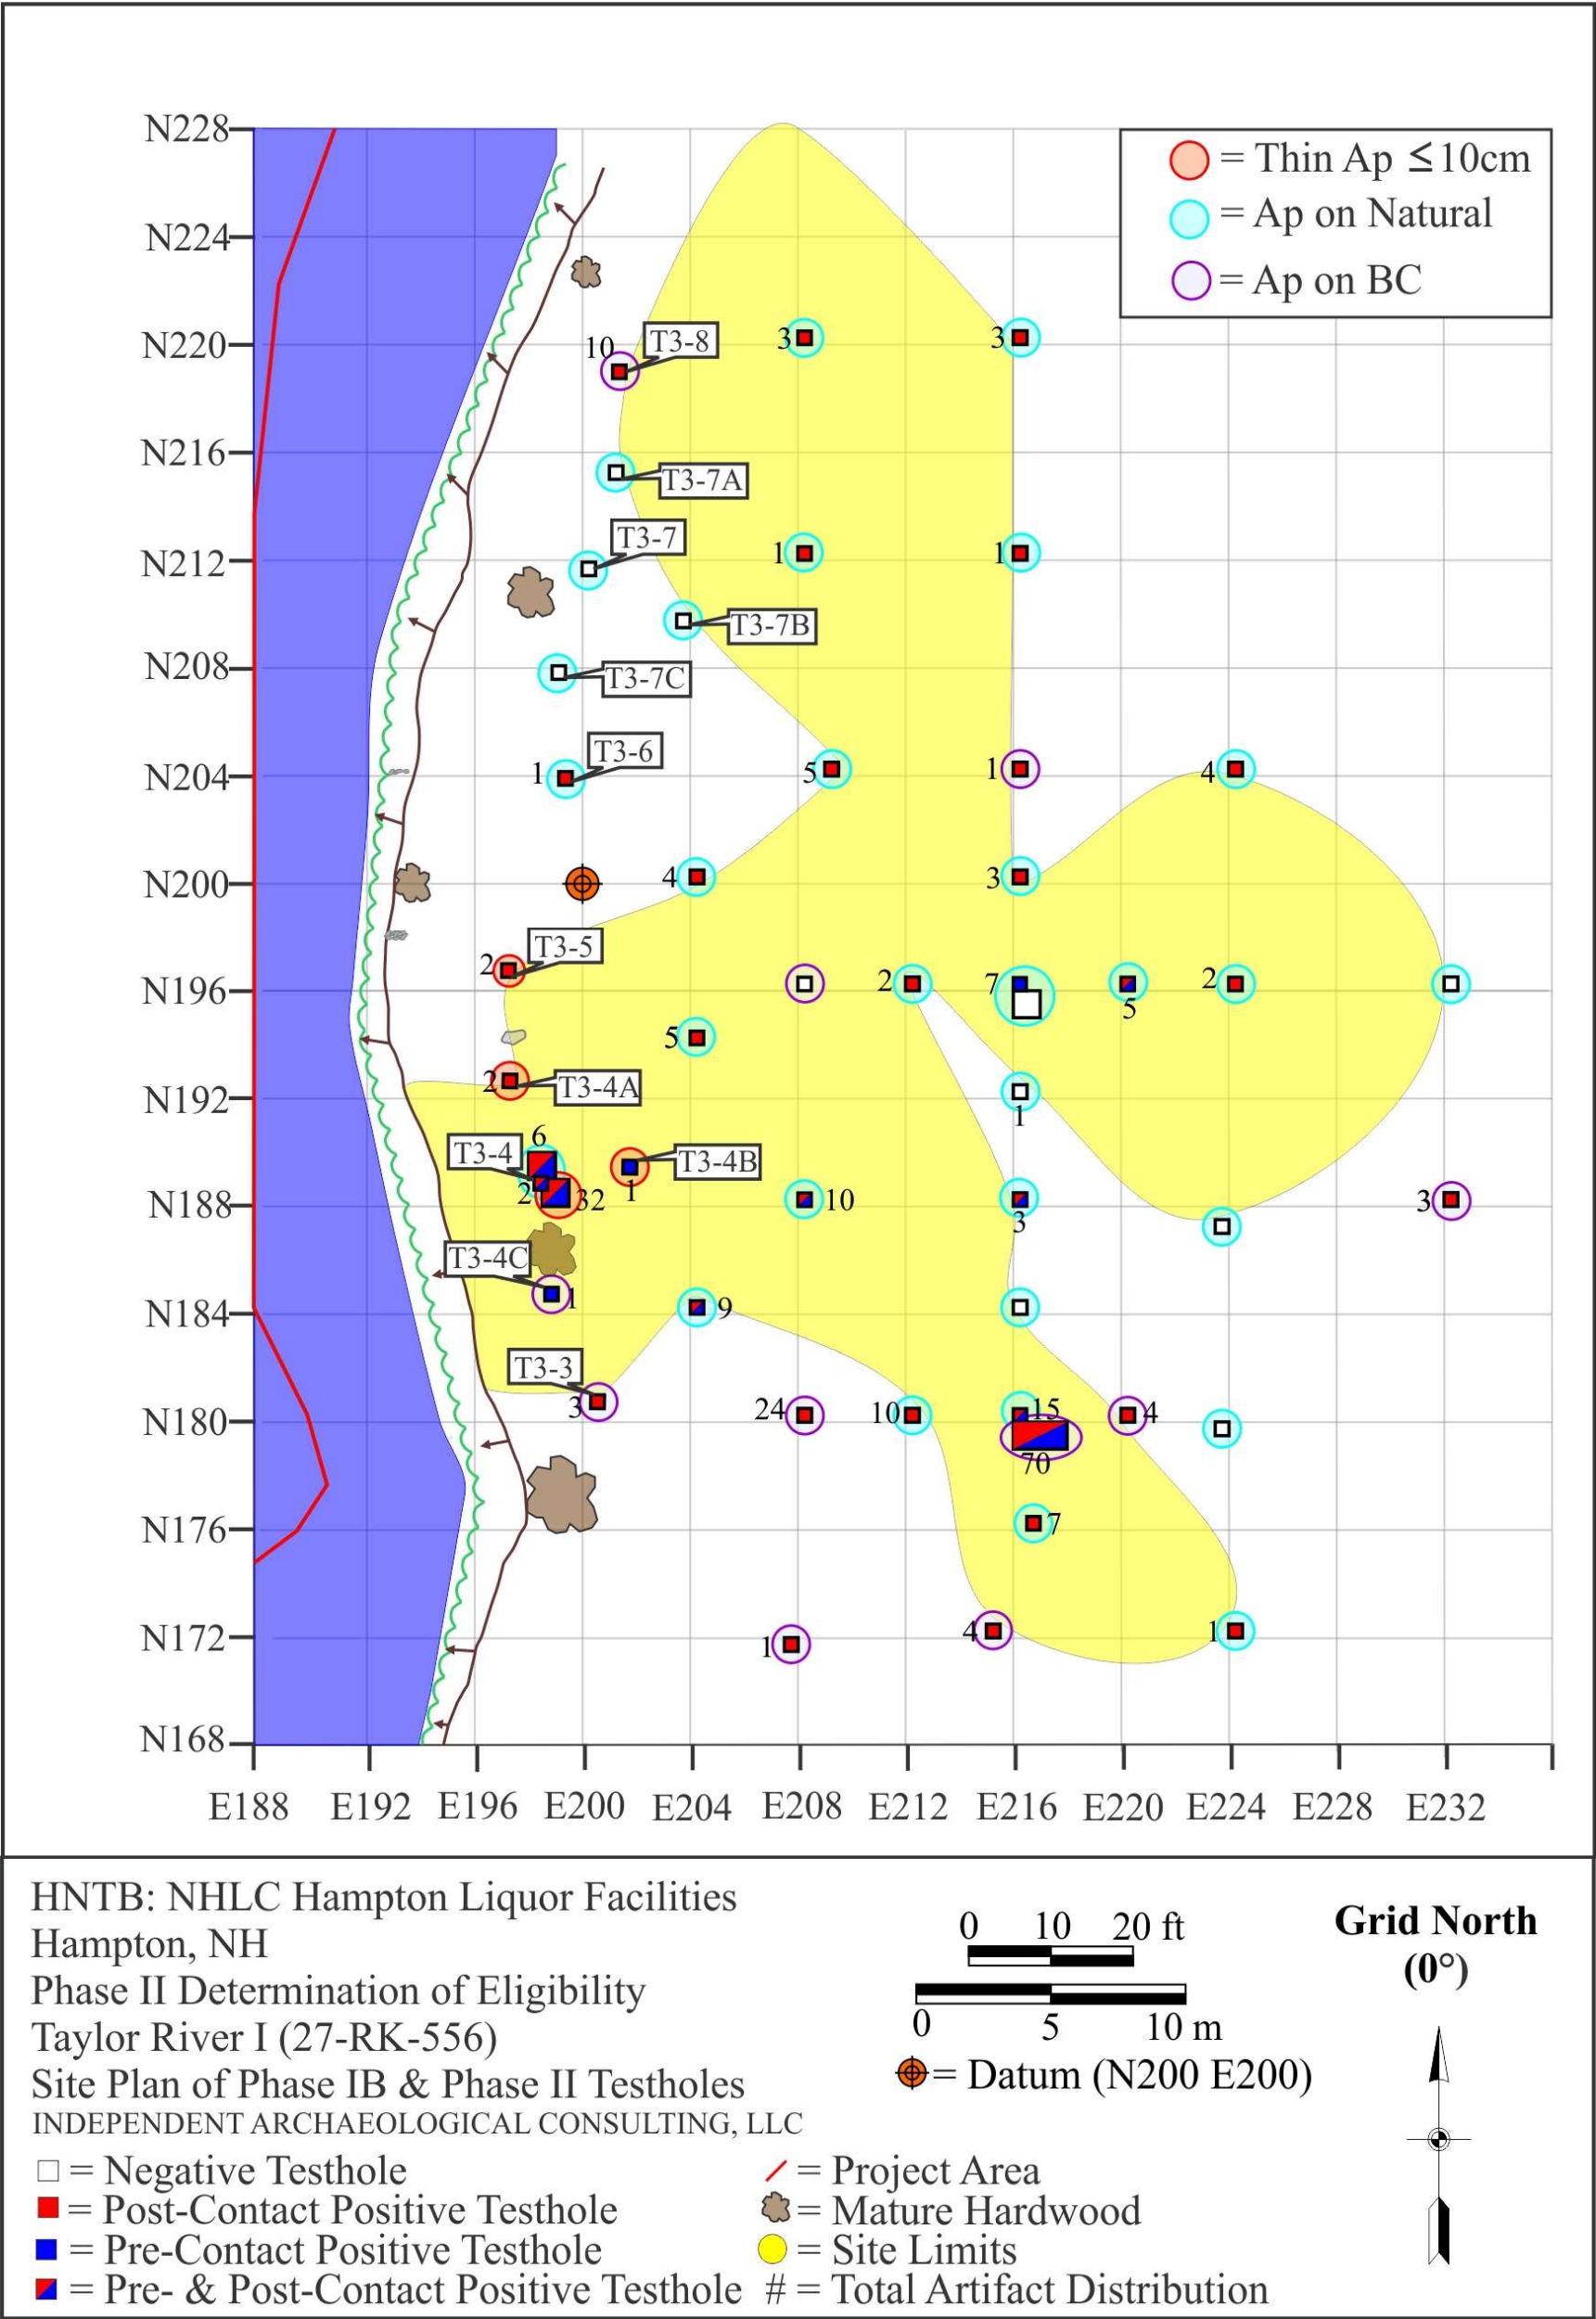 N228
= Thin Ap ≤10cm
= Ap on Natural
N224
= Ap on BC
N220
10
T3-8
3
3
N216
T3-7A
T3-7
N212
1
1
T3-7B
N208
T3-7C
T3-6
N204
1
5
1
4
N200
4
3
T3-5
2
N196
2
7
5
2
5
N192
2
T3-4A
1
6
T3-4
T3-4B
1
N188
2
32
10
3
3
T3-4C
1
N184
9
T3-3
3
N180
24
10
15
4
70
N176
7
N172
1
4
1
N168
E188 E192 E196 E200 E204 E208 E212 E216 E220 E224 E228 E232
HNTB: NHLC Hampton Liquor Facilities
Hampton, NH
Phase II Determination of Eligibility
Taylor River I (27-RK-556)
Site Plan of Phase IB & Phase II Testholes
INDEPENDENT ARCHAEOLOGICAL CONSULTING, LLC
0 10 20 ft
0 5 10 m
= Datum (N200 E200)
Grid North
(0°)
= Negative Testhole
= Post-Contact Positive Testhole
= Pre-Contact Positive Testhole
= Pre- & Post-Contact Positive Testhole
= Project Area
= Mature Hardwood
= Site Limits
# = Total Artifact Distribution